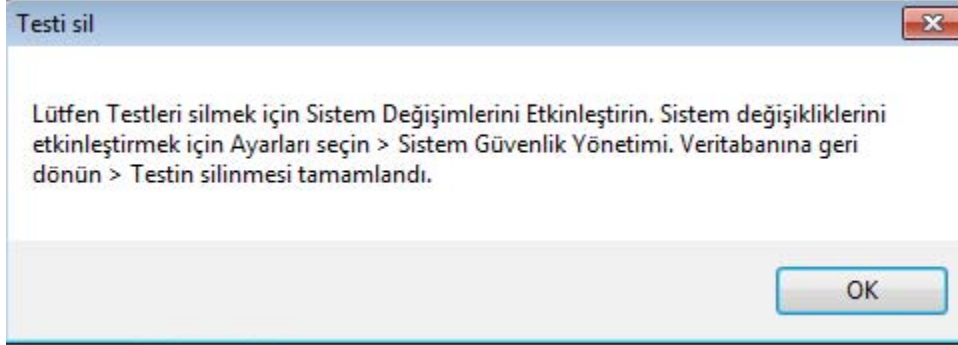 Testi sil
Lütfen Testleri silmek için Sistem Değişimlerini Etkinleştirin. Sistem değişikliklerini
etkinleştirmek için Ayarları seçin > Sistem Güvenlik Yönetimi. Veritabanına geri
dönün > Testin silinmesi tamamlandı.
OK